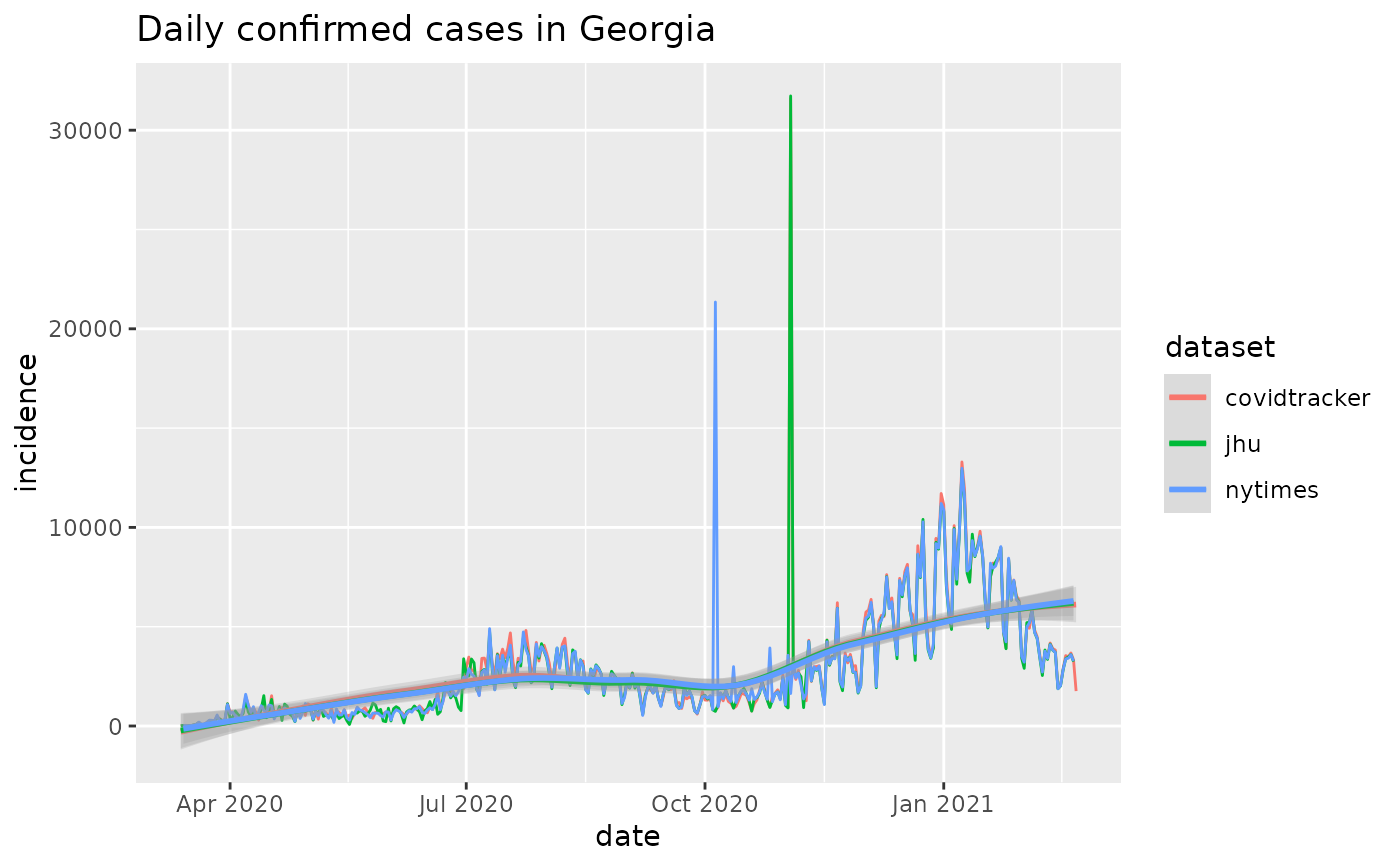 Daily confirmed cases in Georgia
incidence
30000
20000
10000
0
Apr 2020
Jul 2020
Oct 2020
Jan 2021
date
dataset
covidtracker
jhu
nytimes